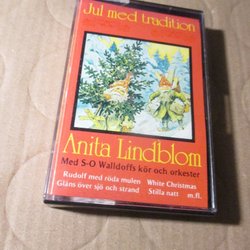 Jul med tradition
Anita Lindblom
Med S-O Walldoffs kör och orkester
Rudolf med röda mulen White Christmas
Gläns över sjö och strand Stilla natt m.fl.